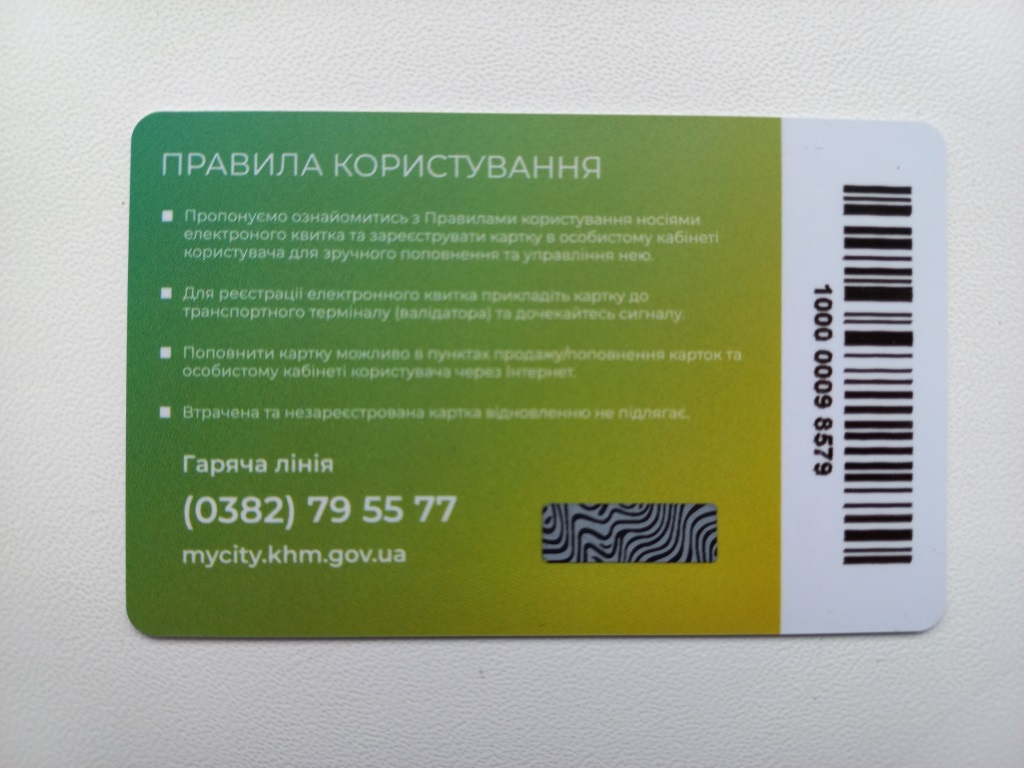 ПРАВИЛА КОРИСТУВАННЯ
Пропонуємо ознайомитись з Правилами користування носіями
електроного квитка та зареєструвати картку в особистому кабінеті
користувача для зручного поповнення та управління нею.
Для реєстрації електронного квитка прикладіть картку до
транспортного терміналу (валідатора) та дочекайтесь сигналу.
Поповнити картку можливо в пунктах продажу/поповнення карток та
особистому кабінеті користувача через інтернет.
Втрачена та незареєстрована картка відновленню не підлягає.
Гаряча лінія
(0382) 79 55 77
mycity.khm.gov.ua
1000 0009 8579